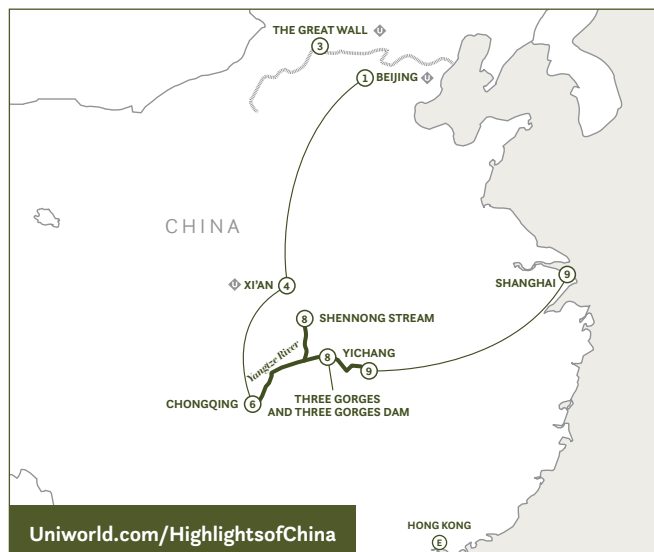 THE GREAT WALL U
3
1 BEIJING U
CHINA
U XI'AN 4
9
SHANGHAI
8 SHENNONG STREAM
Yangtze River
8 YICHANG
9
CHONGQING 6
THREE GORGES
AND THREE GORGES DAM
HONG KONG
E
Uniworld.com/HighlightsofChina